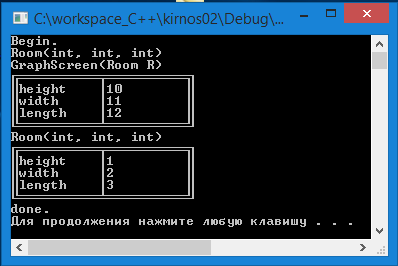 C:\workspace_C++\kirnos02\Debug\...
Begin.
Room(int, int, int)
GraphScreen(Room R)
height 10
width 11
length 12
Room(int, int, int)
height 1
width 2
length 3
done.
Для продолжения нажмите любую клавишу . . .